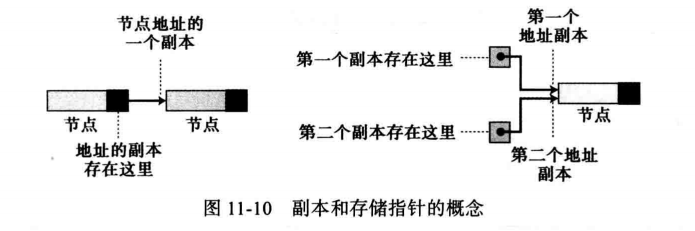 节点地址的
一个副本
节点
节点
地址的副本
存在这里
第一个
地址副本
第一个副本存在这里
节点
第二个副本存在这里
第二个地址
副本
图 11-10 副本和存储指针的概念